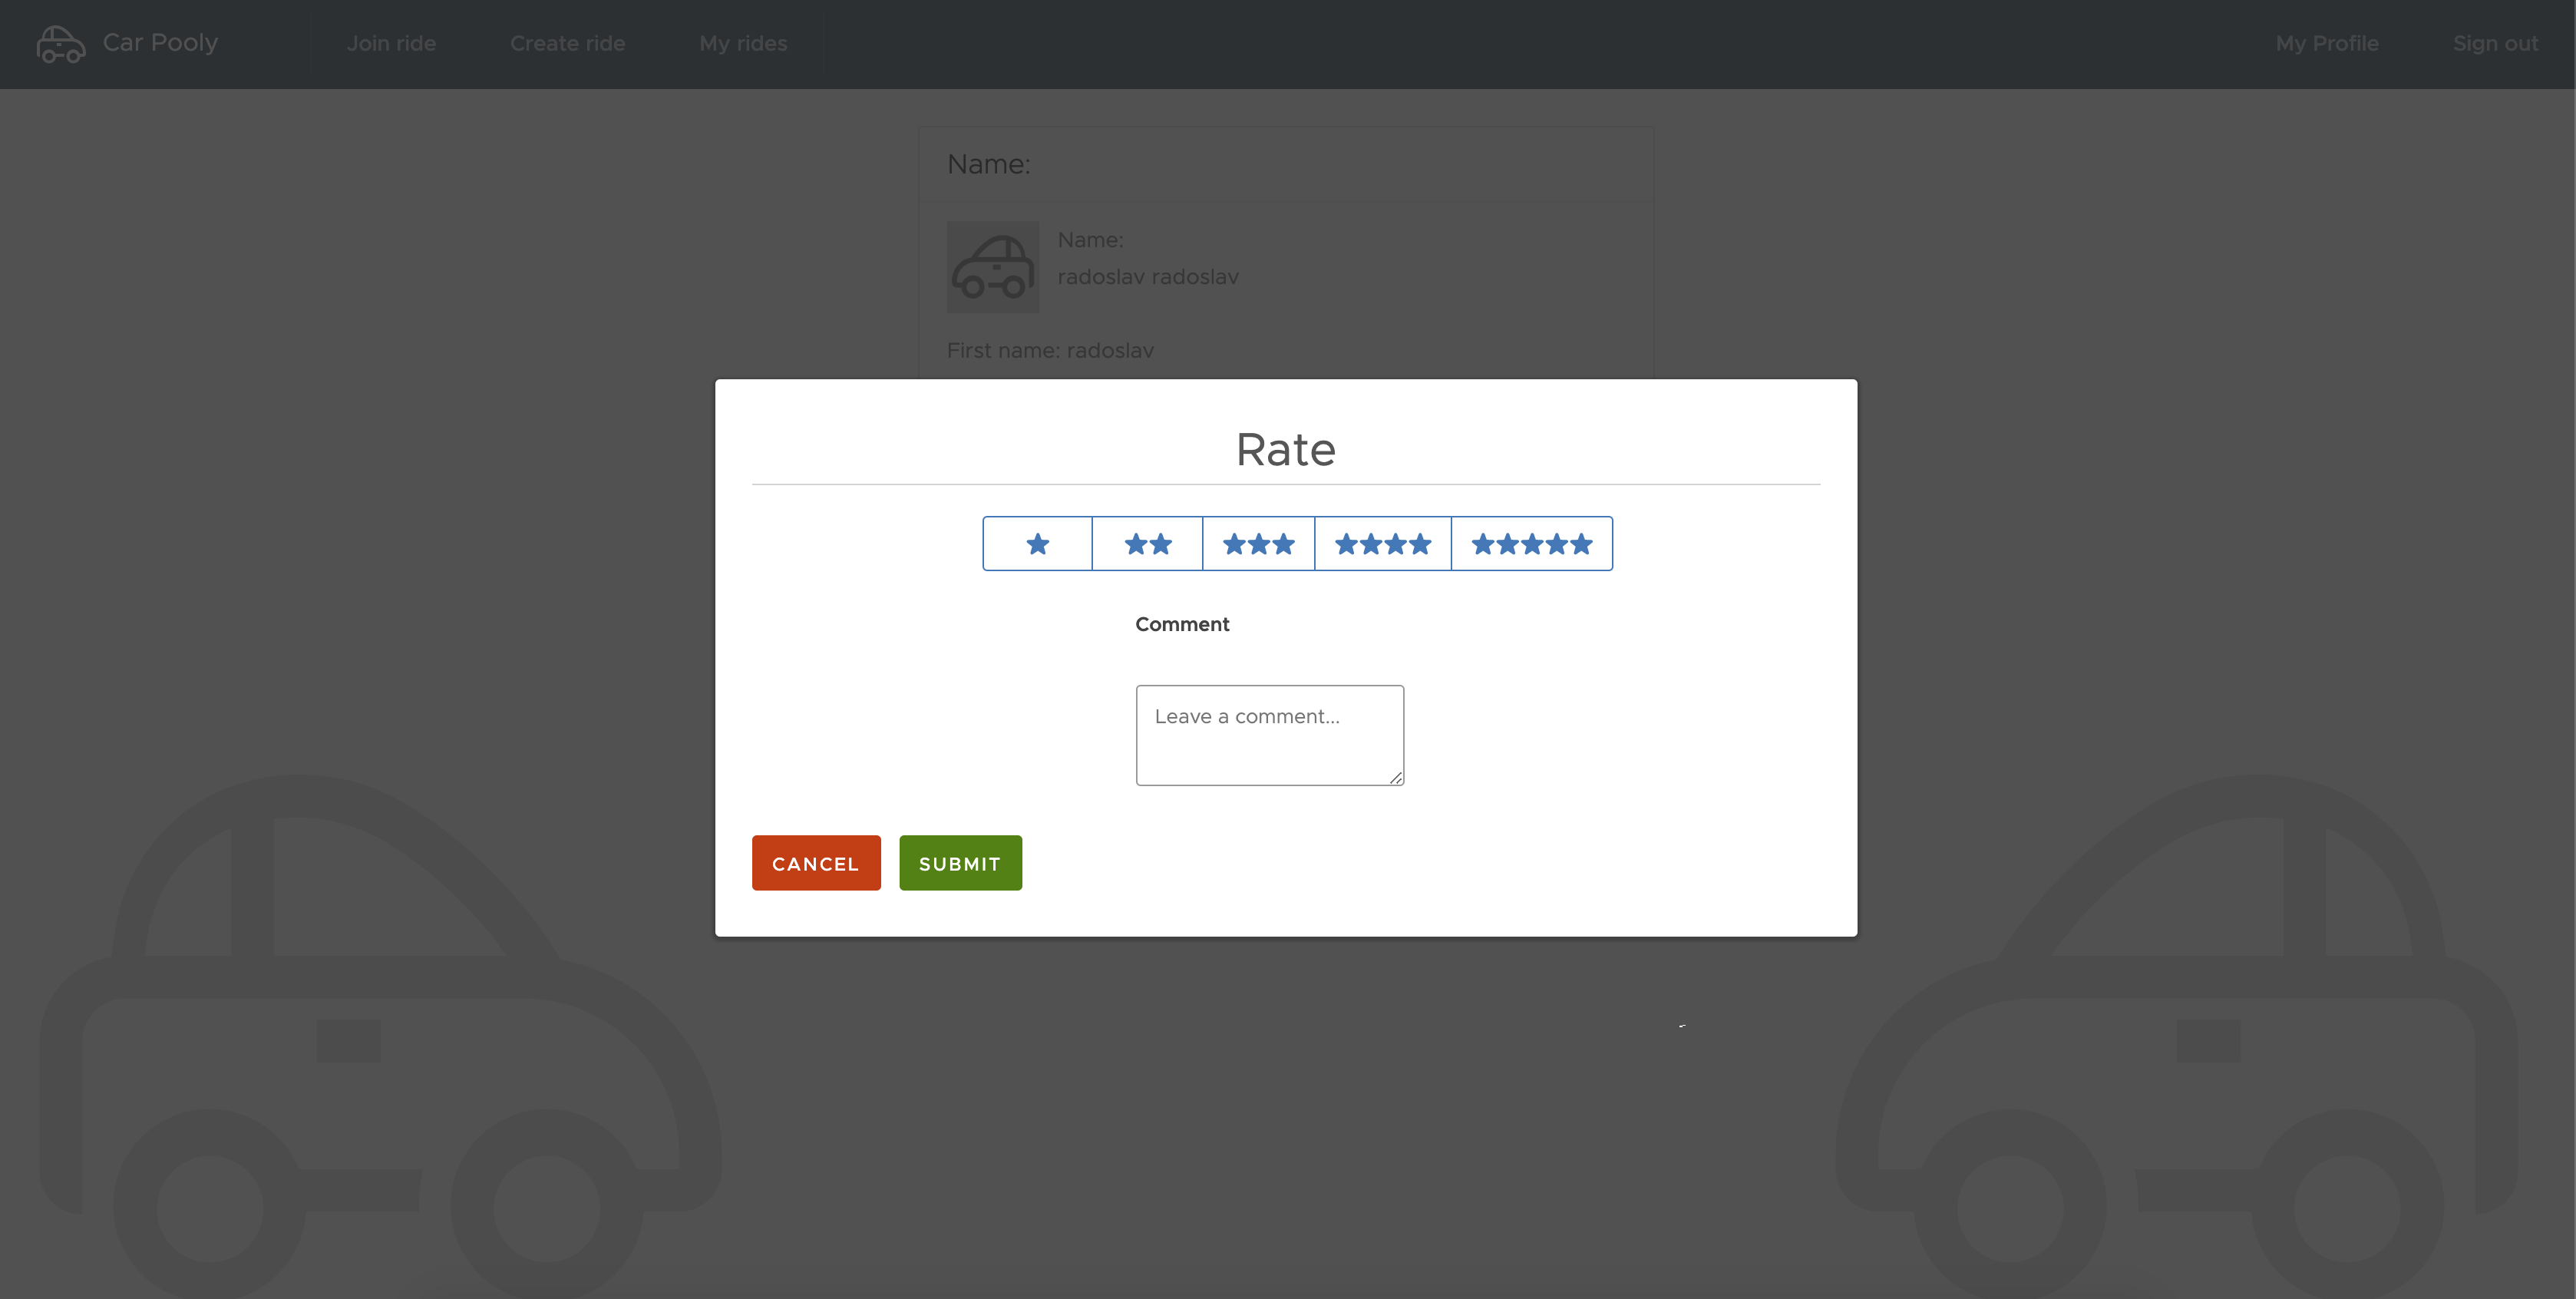 Car Pooly
Join ride
Create ride
My rides
My Profile
Sign out
Name:
Name:
radoslav radoslav
First name: radoslav
Rate
Comment
Leave a comment...
CANCEL
SUBMIT